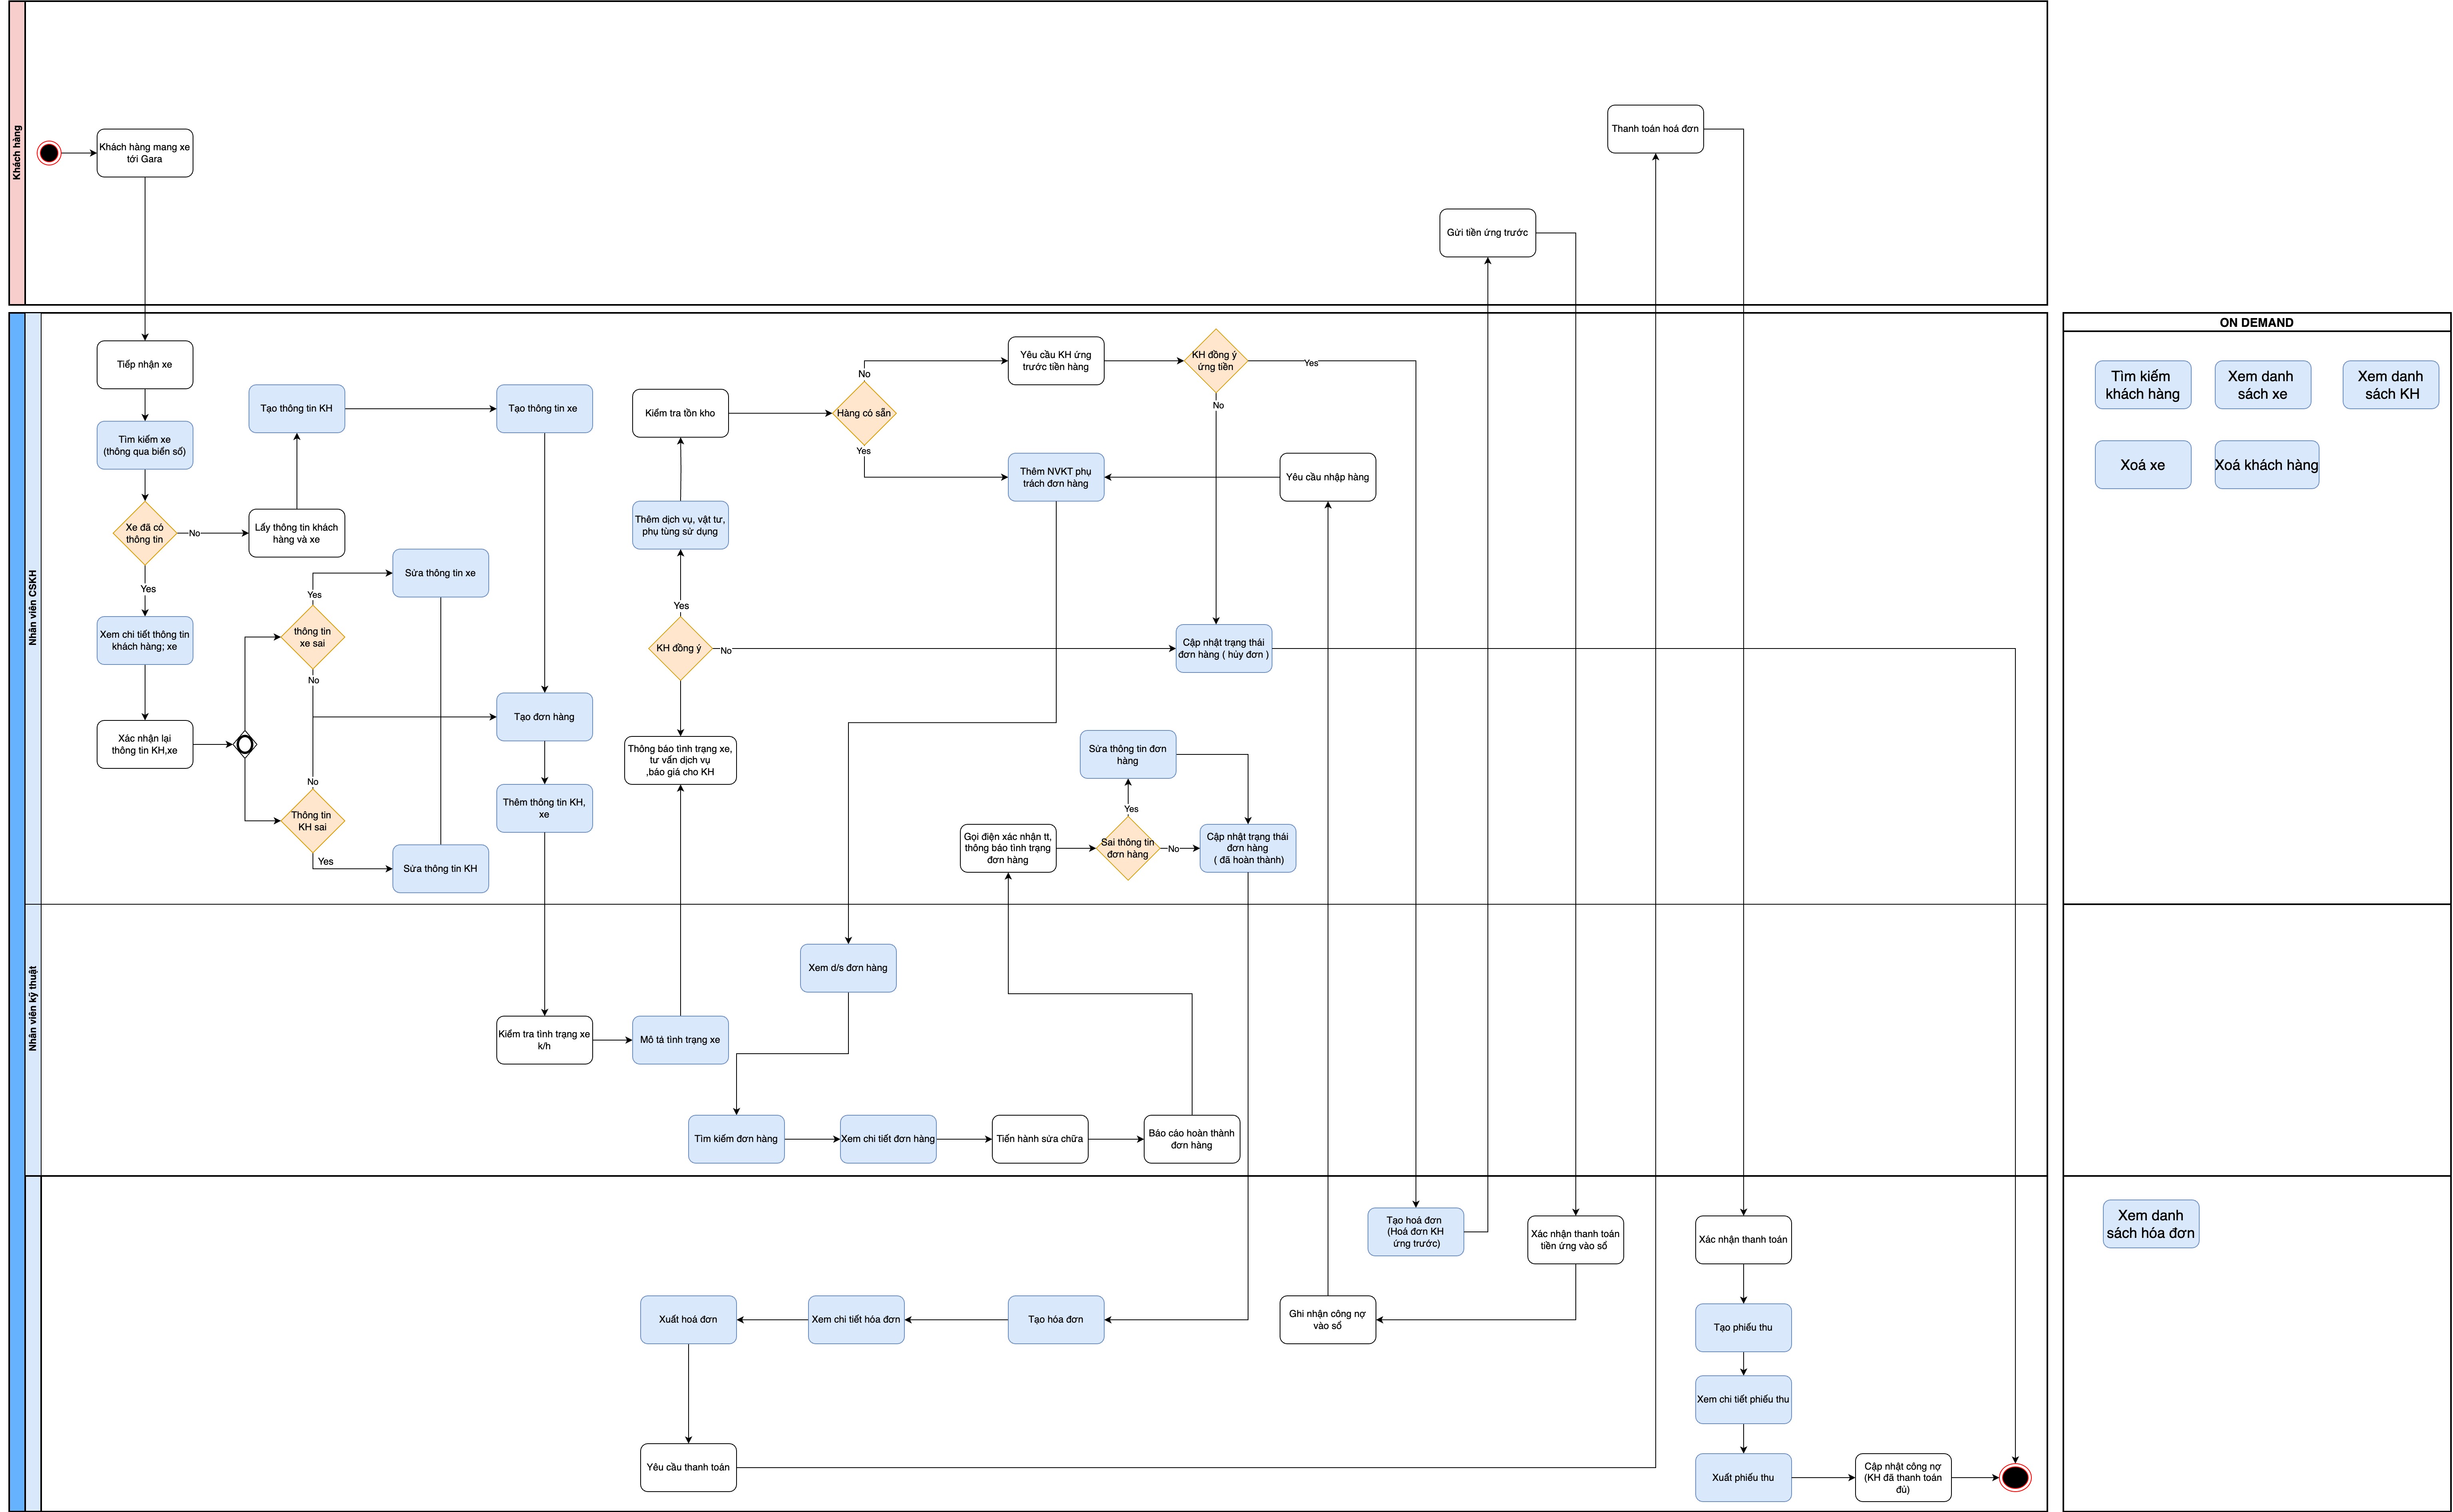 Khách hàng
Khách hàng mang xe
tới Gara
Thanh toán hoá đơn
Gửi tiền ứng trước
Nhân viên CSKH
Tiếp nhận xe
Tìm kiếm xe
(thông qua biển số)
Xe đã có
thông tin
No
Yes
Lấy thông tin khách
hàng và xe
Tạo thông tin KH
Tạo thông tin xe
Xem chi tiết thông tin
khách hàng; xe
Xác nhận lại
thông tin KH,xe
thông tin
xe sai
Yes
No
Sửa thông tin xe
Thông tin
KH sai
No
Yes
Sửa thông tin KH
Tạo đơn hàng
Thêm thông tin KH,
xe
Kiểm tra tồn kho
Thêm dịch vụ, vật tư,
phụ tùng sử dụng
Yes
KH đồng ý
No
Thông báo tình trạng xe,
tư vấn dịch vụ
,báo giá cho KH
Hàng có sẵn
No
Yes
Yêu cầu KH ứng
trước tiền hàng
KH đồng ý
ứng tiền
Yes
No
Thêm NVKT phụ
trách đơn hàng
Yêu cầu nhập hàng
Cập nhật trạng thái
đơn hàng ( hủy đơn )
Sửa thông tin đơn
hàng
Yes
Gọi điện xác nhận tt,
thông báo tình trạng
đơn hàng
Sai thông tin
đơn hàng
No
Cập nhật trạng thái
đơn hàng
( đã hoàn thành)
Nhân viên kỹ thuật
Xem d/s đơn hàng
Kiểm tra tình trạng xe
k/h
Mô tả tình trạng xe
Tìm kiếm đơn hàng
Xem chi tiết đơn hàng
Tiến hành sửa chữa
Báo cáo hoàn thành
đơn hàng
Tạo hoá đơn
(Hoá đơn KH
ứng trước)
Xác nhận thanh toán
tiền ứng vào sổ
Xác nhận thanh toán
Xuất hoá đơn
Xem chi tiết hóa đơn
Tạo hóa đơn
Ghi nhận công nợ
vào sổ
Tạo phiếu thu
Xem chi tiết phiếu thu
Yêu cầu thanh toán
Xuất phiếu thu
Cập nhật công nợ
(KH đã thanh toán
đủ)
ON DEMAND
Tìm kiếm
khách hàng
Xem danh
sách xe
Xem danh
sách KH
Xoá xe
Xoá khách hàng
Xem danh
sách hóa đơn